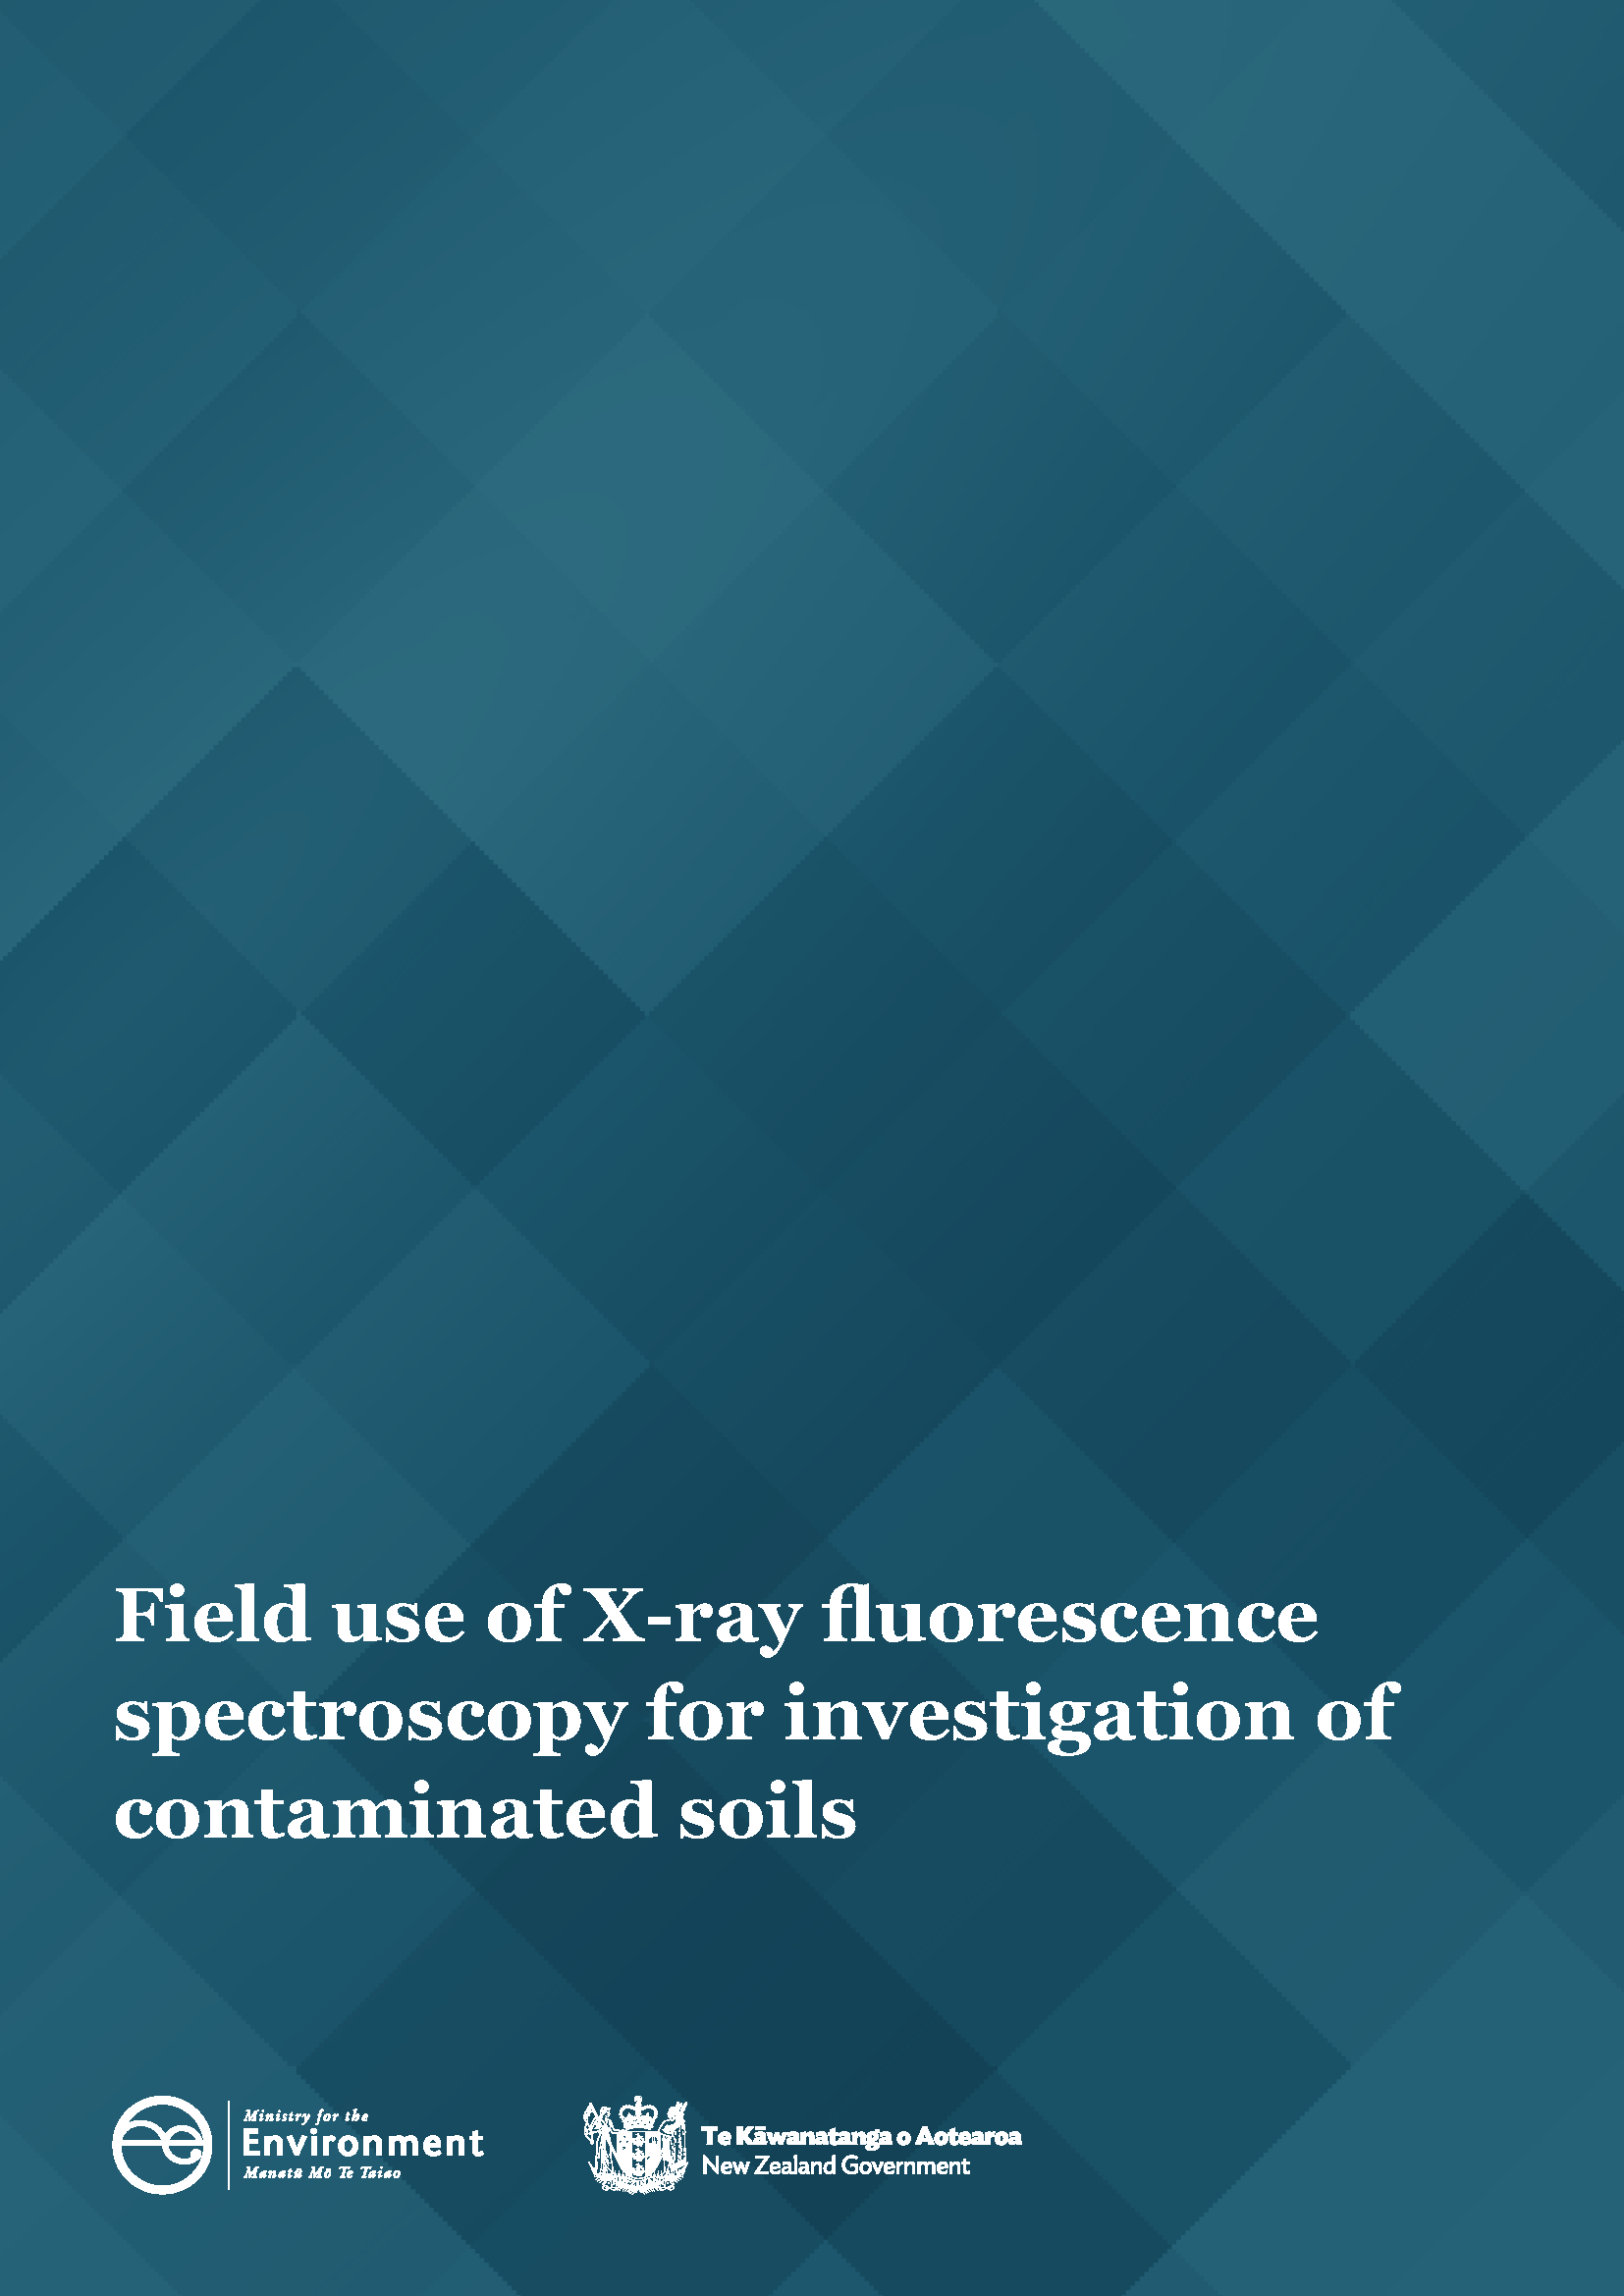 Field use of X-ray fluorescence
spectroscopy for investigation of
contaminated soils
Ministry for the
Environment
Manatū Mō Te Taiao
Te Kāwanatanga o Aotearoa
New Zealand Government